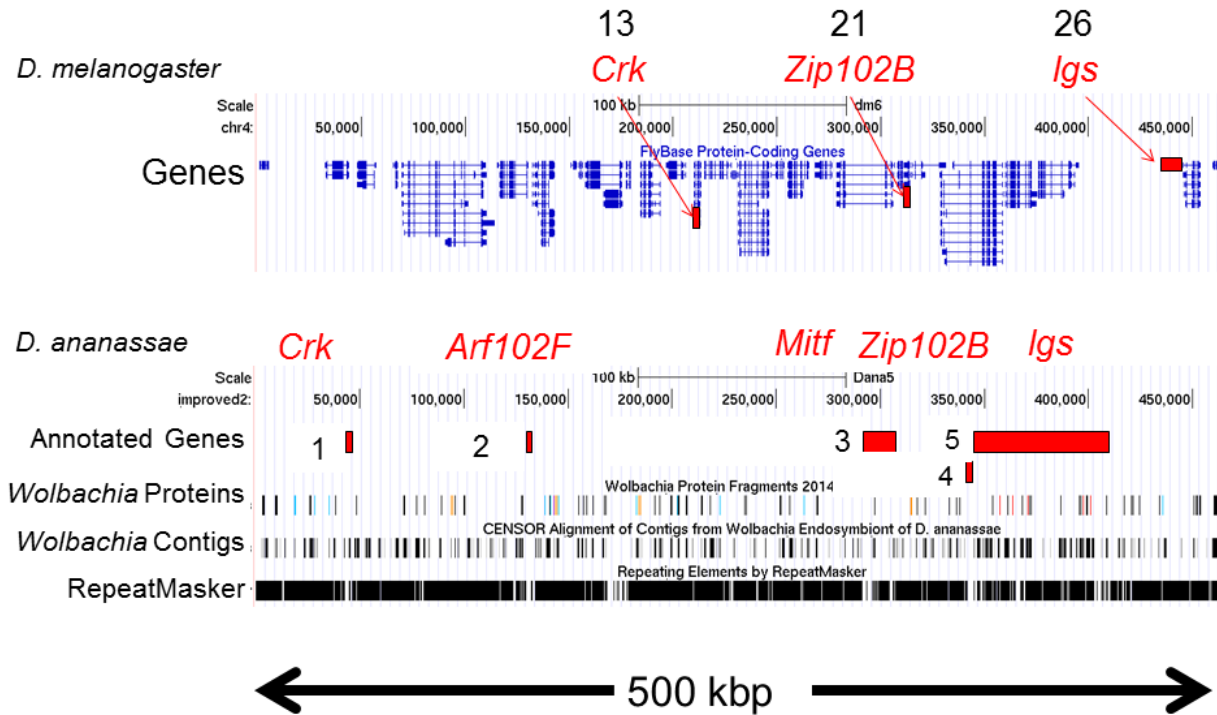 13 21 26
D. melanogaster Crk Zip102B lgs
Scale 100 kb dm6
chr4: 50,000 100,000 150,000 200,000 250,000 300,000 350,000 400,000 450,000
FlyBase Protein-Coding Genes
Genes
D. ananassae Crk Arf102F Mitf Zip102B lgs
Scale 100 kb Dana5
improved2: 50,000 100,000 150,000 200,000 250,000 300,000 350,000 400,000 450,000
Annotated Genes 1 2 3 5
4
Wolbachia Proteins Wolbachia Protein Fragments 2014
CENSOR Alignment of Contigs from Wolbachia Endosymbiont of D. ananassae
Wolbachia Contigs
Repeating Elements by RepeatMasker
RepeatMasker
500 kbp